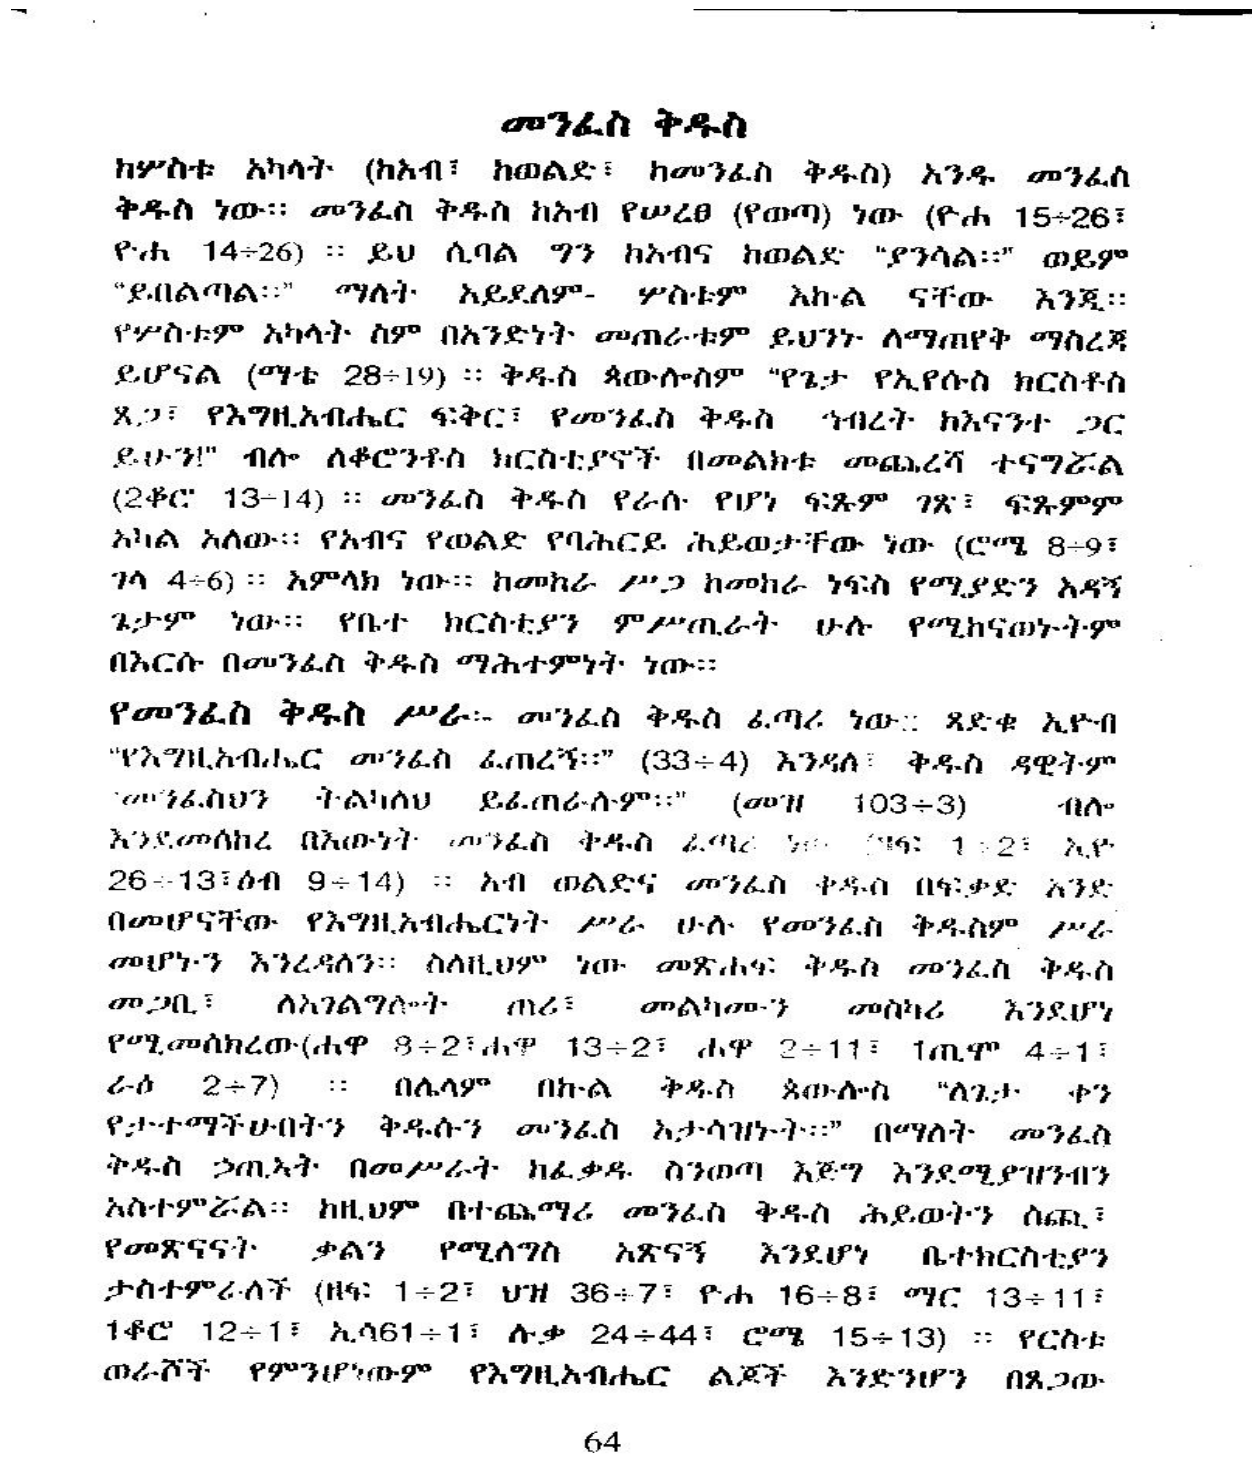 መንፈስ ቅዱስ
ከሦስቱ አካላት (ከአብ፣ ከወልድ፣ ከመንፈስ ቅዱስ) አንዱ መንፈስ
ቅዱስ ነው፡፡ መንፈስ ቅዱስ ከአብ የሠረፀ (የወጣ) ነው (ዮሐ 15÷26፣
ዮሐ 14÷26) ፡፡ ይህ ሲባል ግን ከአብና ከወልድ “ያንሳል፡፡” ወይም
“ይበልጣል፡፡” ማለት አይደለም- ሦስቱም እኩል ናቸው እንጂ፡፡
የሦስቱም አካላት ስም በአንድነት መጠራቱም ይህንኑ ለማጠየቅ ማስረጃ
ይሆናል (ማቴ 28÷19) ፡፡ ቅዱስ ጳውሎስም “የጌታ የኢየሱስ ክርስቶስ
ጸጋ፣ የእግዚአብሔር ፍቅር፣ የመንፈስ ቅዱስ ኅብረት ከእናንተ ጋር
ይሁን!" ብሎ ለቆሮንቶስ ክርስቲያኖች በመልክቱ መጨረሻ ተናግሯል
(2ቆሮ 13÷14) ፡፡ መንፈስ ቅዱስ የራሱ የሆነ ፍጹም ገጽ፣ ፍጹምም
አካል አለው፡፡ የአብና የወልድ የባሕርይ ሕይወታቸው ነው (ሮሜ 8÷9፣
ገላ 4÷6) ፡፡ አምላክ ነው፡፡ ከመከራ ሥጋ ከመከራ ነፍስ የሚያድን አዳኝ
ጌታም ነው፡፡ የቤተ ክርስቲያን ምሥጢራት ሁሉ የሚከናወኑትም
በእርሱ በመንፈስ ቅዱስ ማሕተምነት ነው፡፡
የመንፈስ ቅዱስ ሥራ፡- መንፈስ ቅዱስ ፈጣሪ ነው፡፡ ጻድቁ ኢዮብ
“የእግዚአብሔር መንፈስ ፈጠረኝ፡፡” (33÷4) እንዳለ፣ ቅዱስ ዳዊትም
“መንፈስህን ትልካለህ ይፈጠራሉም፡፡” (መዝ 103÷3) ብሎ
እንደመሰከረ በእውነት መንፈስ ቅዱስ ፈጣሪ ነው (ዝፍ 1÷2፣ ኢዮ
26÷13፣ዕብ 9÷14) ፡፡ አብ ወልድና መንፈስ ቅዱስ በፍቃድ አንድ
በመሆናቸው የእግዚአብሔርነት ሥራ ሁሉ የመንፈስ ቅዱስም ሥራ
መሆኑን እንረዳለን፡፡ ስለዚህም ነው መጽሐፍ ቅዱስ መንፈስ ቅዱስ
መጋቢ፣ ለአገልግሎት ጠሪ፣ መልካሙን መስካሪ እንደሆነ
የሚመሰክረው(ሐዋ 8÷2፣ሐዋ 13÷2፣ ሐዋ 2÷11፣ 1ጢሞ 4÷1፣
ራዕ 2÷7) ፡፡ በሌላም በኩል ቅዱስ ጳውሎስ “ለጌታ ቀን
የታተማችሁበትን ቅዱሱን መንፈስ አታሳዝኑት፡፡” በማለት መንፈስ
ቅዱስ ኃጢአት በመሥራት ከፈቃዱ ስንወጣ እጅግ እንደሚያዝንብን
አስተምሯል፡፡ ከዚህም በተጨማሪ መንፈስ ቅዱስ ሕይወትን ሰጪ፣
የመጽናናት ቃልን የሚለግስ አጽናኝ እንደሆነ ቤተክርስቲያን
ታስተምራለች (ዘፍ 1÷2፣ ህዝ 36÷7፣ ዮሐ 16÷8፣ ማር 13÷11፣
1ቆሮ 12÷1፣ ኢሳ61÷1፣ ሉቃ 24÷44፣ ሮሜ 15÷13) ፡፡ የርስቱ
ወራሾች የምንሆነውም የእግዚአብሔር ልጆች እንድንሆን በጸጋው
64